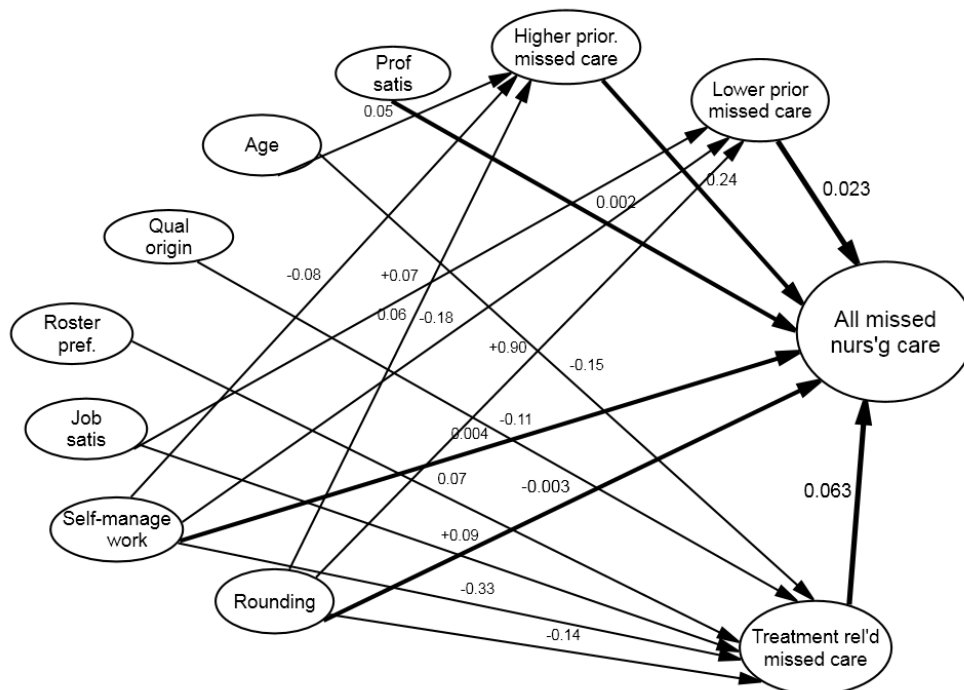 Higher prior.
missed care
Prof
satis
Lower prior
missed care
0.05
Age
0.24
0.023
0.002
Qual
origin
-0.08
+0.07
All missed
nurs'g care
Roster
pref.
0.06
-0.18
+0.90
-0.15
Job
satis
0.004
-0.11
0.07
-0.003
0.063
Self-manage
work
+0.09
-0.33
Rounding
-0.14
Treatment rel'd
missed care